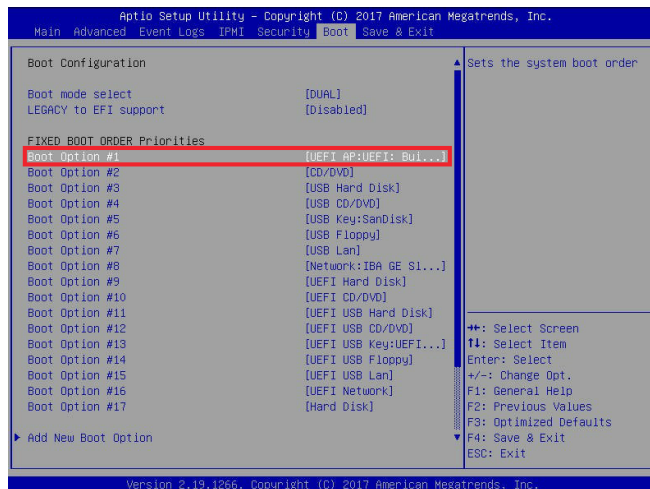 Aptio Setup Utility – Copyright (C) 2017 American Megatrends, Inc.
Main Advanced Event Logs IPMI Security Boot Save & Exit
Boot Configuration
Boot mode select [DUAL]
LEGACY to EFI support [Disabled]
FIXED BOOT ORDER Priorities
Boot Option #1 [UEFI AP:UEFI: Bui...]
Boot Option #2 [CD/DVD]
Boot Option #3 [USB Hard Disk]
Boot Option #4 [USB CD/DVD]
Boot Option #5 [USB Key:SanDisk]
Boot Option #6 [USB Floppy]
Boot Option #7 [USB Lan]
Boot Option #8 [Network:IBA GE Sl...]
Boot Option #9 [UEFI Hard Disk]
Boot Option #10 [UEFI CD/DVD]
Boot Option #11 [UEFI USB Hard Disk]
Boot Option #12 [UEFI USB CD/DVD]
Boot Option #13 [UEFI USB Key:UEFI...]
Boot Option #14 [UEFI USB Floppy]
Boot Option #15 [UEFI USB Lan]
Boot Option #16 [UEFI Network]
Boot Option #17 [Hard Disk]
Add New Boot Option
Sets the system boot order
→←: Select Screen
↑↓: Select Item
Enter: Select
+/-: Change Opt.
F1: General Help
F2: Previous Values
F3: Optimized Defaults
F4: Save & Exit
ESC: Exit
Version 2.19.1266. Copyright (C) 2017 American Megatrends, Inc.